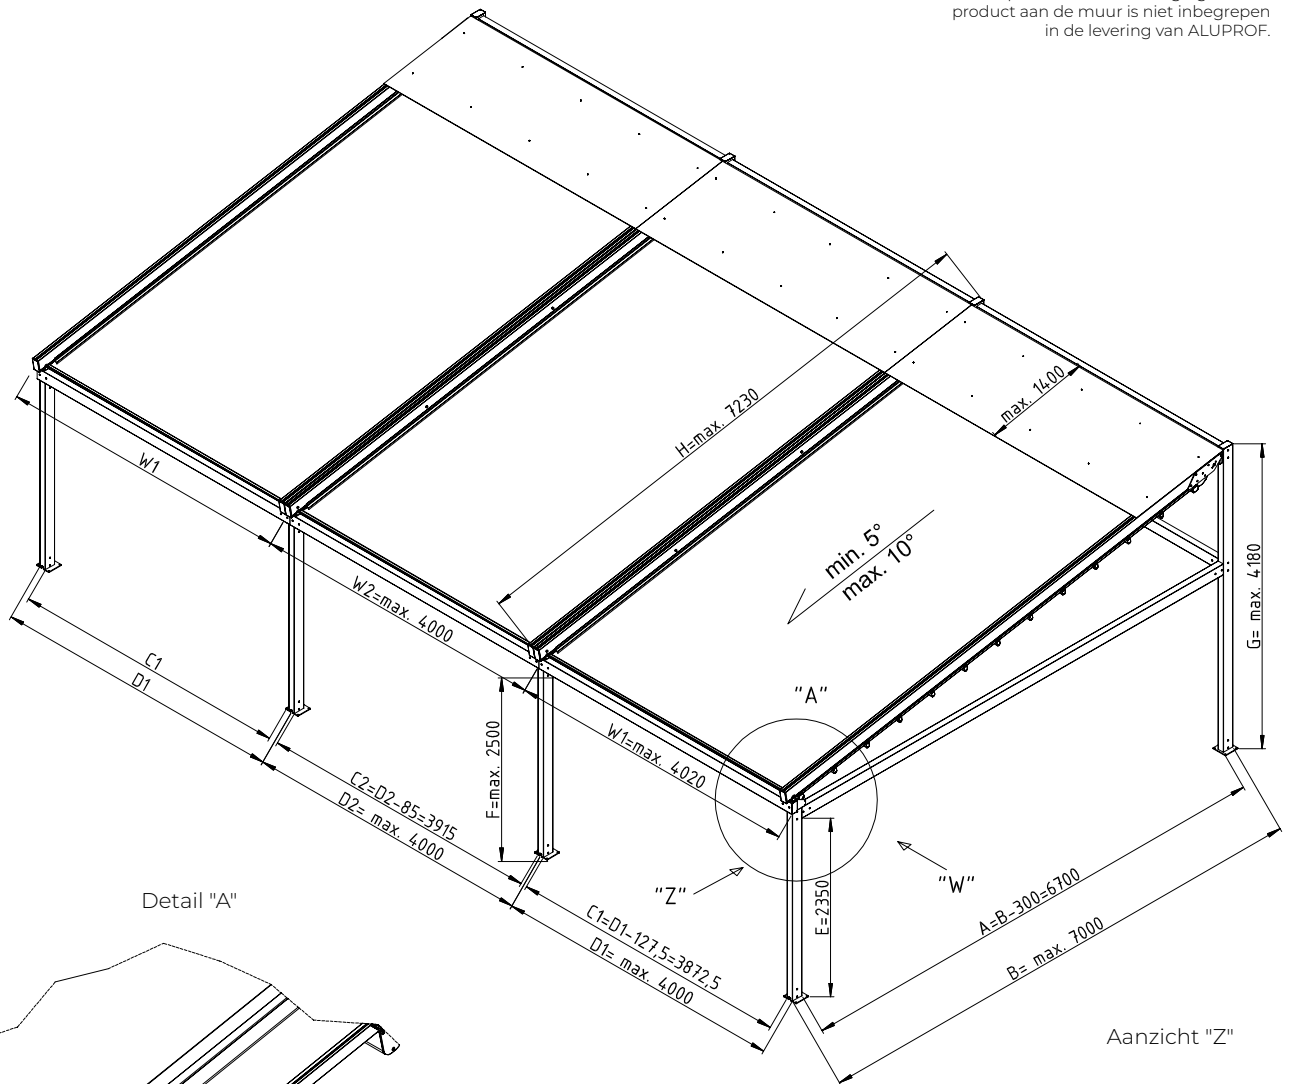 product aan de muur is niet inbegrepen
in de levering van ALUPROF.
max. 1400
H=max. 7230
W1
min. 5°
max. 10°
G= max. 4180
W2=max. 4000
C1
D1
"A"
W1=max. 4020
F=max. 2500
C2=D2-85=3915
D2= max. 4000
"Z"
"W"
E=2350
Detail "A"
C1=D1-127,5=3872,5
D1= max. 4000
A=B-300=6700
B= max. 7000
Aanzicht "Z"